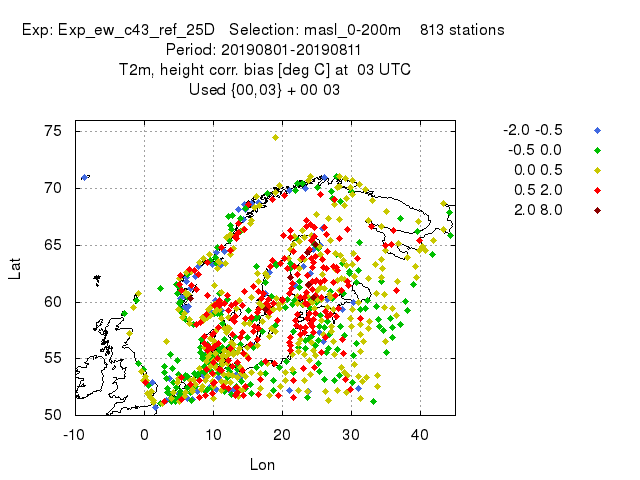 Exp: Exp_ew_c43_ref_25D   Selection: masl_0-200m    813 stations
Period: 20190801-20190811
T2m, height corr. bias [deg C] at  03 UTC
Used {00,03} + 00 03
-2.0 -0.5
-0.5 0.0
0.0 0.5
0.5 2.0
2.0 8.0
75
70
65
60
55
50
Lat
-10 0 10 20 30 40
Lon